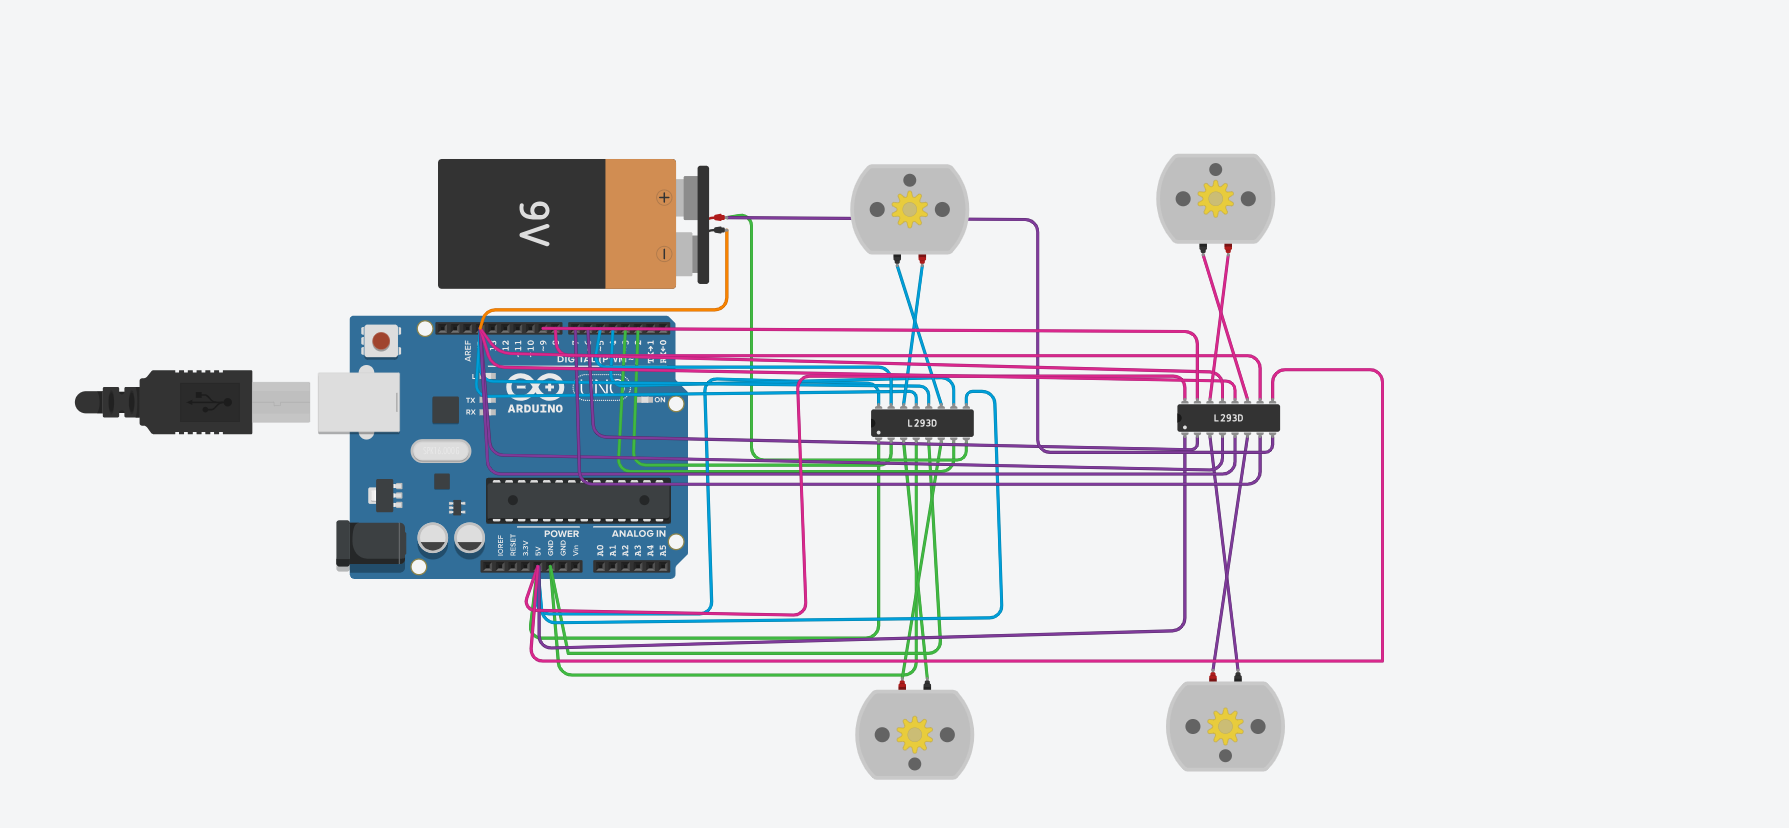 9V
+
AREF
13
12
~11
~10
~9
8
DIGITAL (PWM~)
TX→1
RX←0
L
TX
RX
UNO
ON
ARDUINO
L293D
L293D
POWER
ANALOG IN
IOREF
RESET
3.3V
5V
GND
GND
Vin
A0
A1
A2
A3
A4
A5